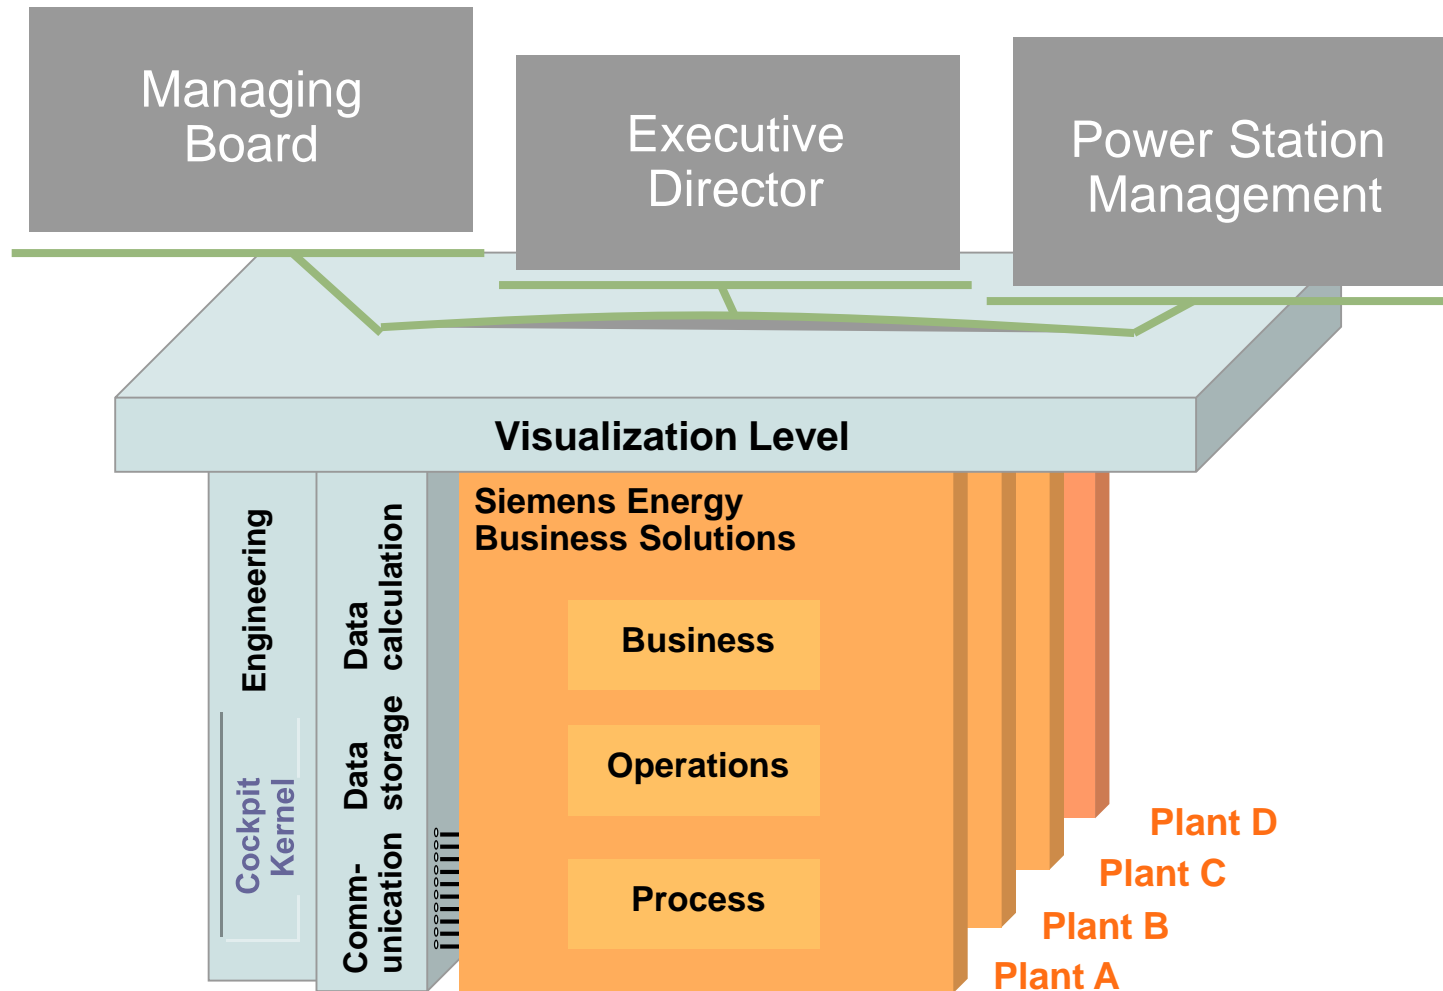 Managing
Board
Executive
Director
Power Station
Management
Visualization Level
Engineering
Cockpit
Kernel
Data
calculation
Data
storage
Comm-
unication
Siemens Energy
Business Solutions
Business
Operations
Process
Plant D
Plant C
Plant B
Plant A